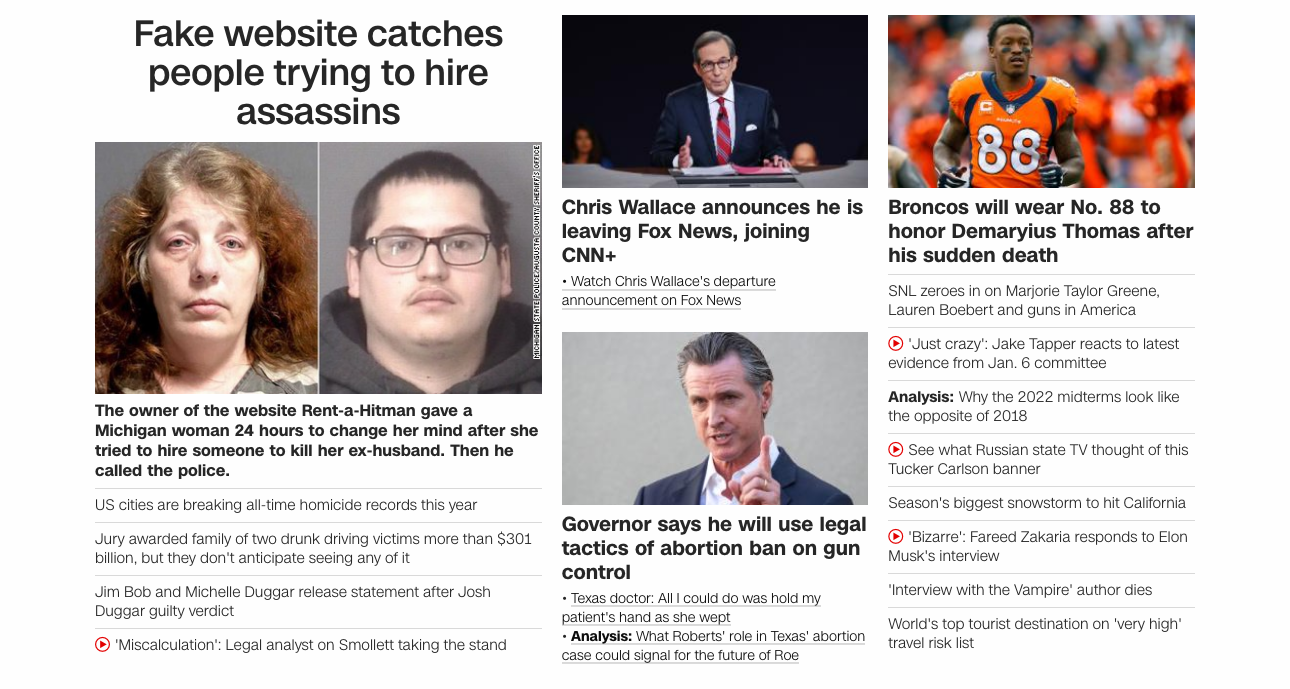 Fake website catches
people trying to hire
assassins
MICHIGAN STATE POLICE/AUGUSTA COUNTY SHERIFF'S OFFICE
The owner of the website Rent-a-Hitman gave a
Michigan woman 24 hours to change her mind after she
tried to hire someone to kill her ex-husband. Then he
called the police.
US cities are breaking all-time homicide records this year
Jury awarded family of two drunk driving victims more than $301
billion, but they don't anticipate seeing any of it
Jim Bob and Michelle Duggar release statement after Josh
Duggar guilty verdict
'Miscalculation': Legal analyst on Smollett taking the stand
Chris Wallace announces he is
leaving Fox News, joining
CNN+
• Watch Chris Wallace's departure
announcement on Fox News
Governor says he will use legal
tactics of abortion ban on gun
control
• Texas doctor: All I could do was hold my
patient's hand as she wept
• Analysis: What Roberts' role in Texas' abortion
case could signal for the future of Roe
C
88
Broncos will wear No. 88 to
honor Demaryius Thomas after
his sudden death
SNL zeroes in on Marjorie Taylor Greene,
Lauren Boebert and guns in America
'Just crazy': Jake Tapper reacts to latest
evidence from Jan. 6 committee
Analysis: Why the 2022 midterms look like
the opposite of 2018
See what Russian state TV thought of this
Tucker Carlson banner
Season's biggest snowstorm to hit California
'Bizarre': Fareed Zakaria responds to Elon
Musk's interview
'Interview with the Vampire' author dies
World's top tourist destination on 'very high'
travel risk list